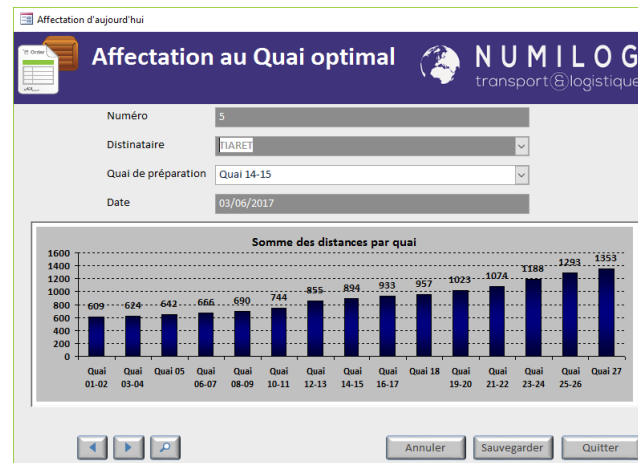 Affectation d'aujourd'hui
Affectation au Quai optimal
NUMILOG
transport&logistique
Numéro 5
Distinataire TIARET
Quai de préparation Quai 14-15
Date 03/06/2017
Somme des distances par quai
1600
1400
1200
1000
800
600
400
200
0
609 624 642 666 690 744 855 894 933 957 1023 1074 1188 1293 1353
Quai 01-02 Quai 03-04 Quai 05 Quai 06-07 Quai 08-09 Quai 10-11 Quai 12-13 Quai 14-15 Quai 16-17 Quai 18 Quai 19-20 Quai 21-22 Quai 23-24 Quai 25-26 Quai 27
Annuler Sauvegarder Quitter